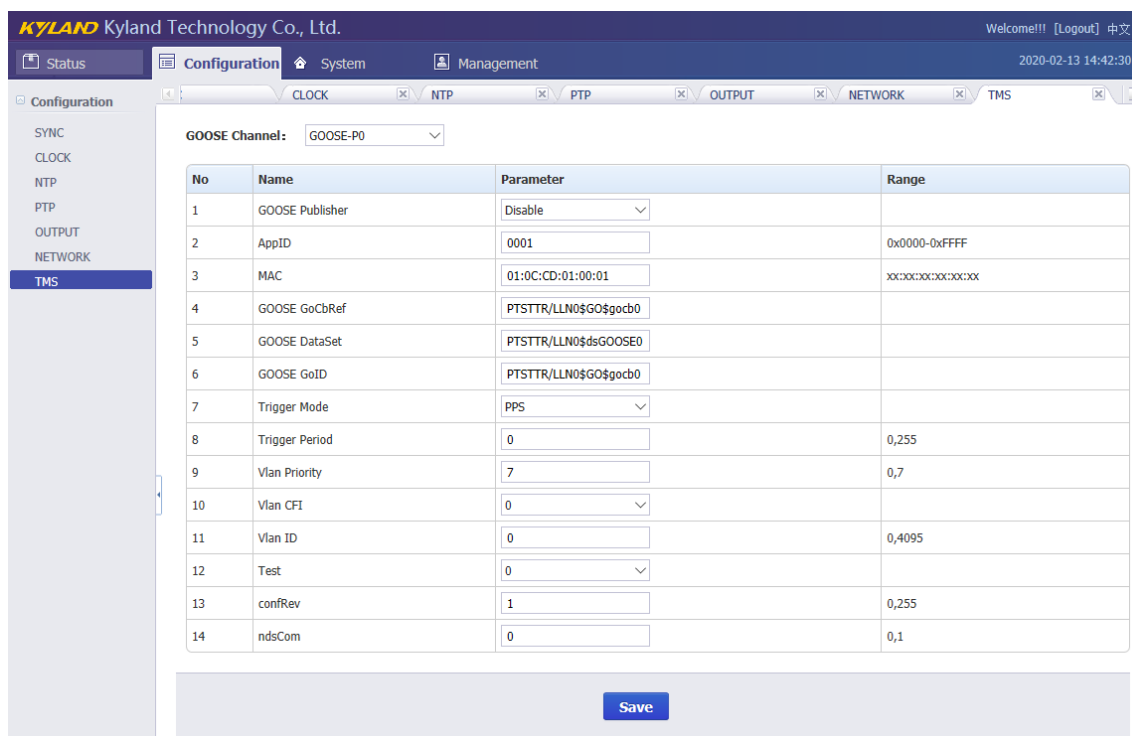 KYLAND Kyland Technology Co., Ltd.
Welcome!!! [Logout] 中文
Status Configuration System Management 2020-02-13 14:42:30
Configuration
CLOCK NTP PTP OUTPUT NETWORK TMS
SYNC
CLOCK
NTP
PTP
OUTPUT
NETWORK
TMS
GOOSE Channel: GOOSE-P0
No Name Parameter Range
1 GOOSE Publisher Disable
2 AppID 0001 0x0000-0xFFFF
3 MAC 01:0C:CD:01:00:01 xx:xx:xx:xx:xx:xx
4 GOOSE GoCbRef PTSTTR/LLN0$GO$gocb0
5 GOOSE DataSet PTSTTR/LLN0$dsGOOSE0
6 GOOSE GoID PTSTTR/LLN0$GO$gocb0
7 Trigger Mode PPS
8 Trigger Period 0 0,255
9 Vlan Priority 7 0,7
10 Vlan CFI 0
11 Vlan ID 0 0,4095
12 Test 0
13 confRev 1 0,255
14 ndsCom 0 0,1
Save